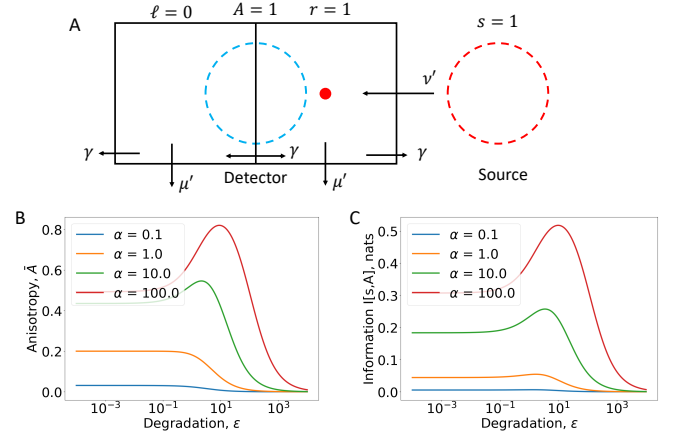 A
ℓ = 0
A = 1
r = 1
s = 1
ν′
γ
γ
γ
μ′
μ′
Detector
Source
B
α = 0.1
α = 1.0
α = 10.0
α = 100.0
0.8
0.6
0.4
0.2
0.0
10⁻³
10⁻¹
10¹
10³
Anisotropy, Ā
Degradation, ε
C
α = 0.1
α = 1.0
α = 10.0
α = 100.0
0.5
0.4
0.3
0.2
0.1
0.0
10⁻³
10⁻¹
10¹
10³
Information I[s,A], nats
Degradation, ε